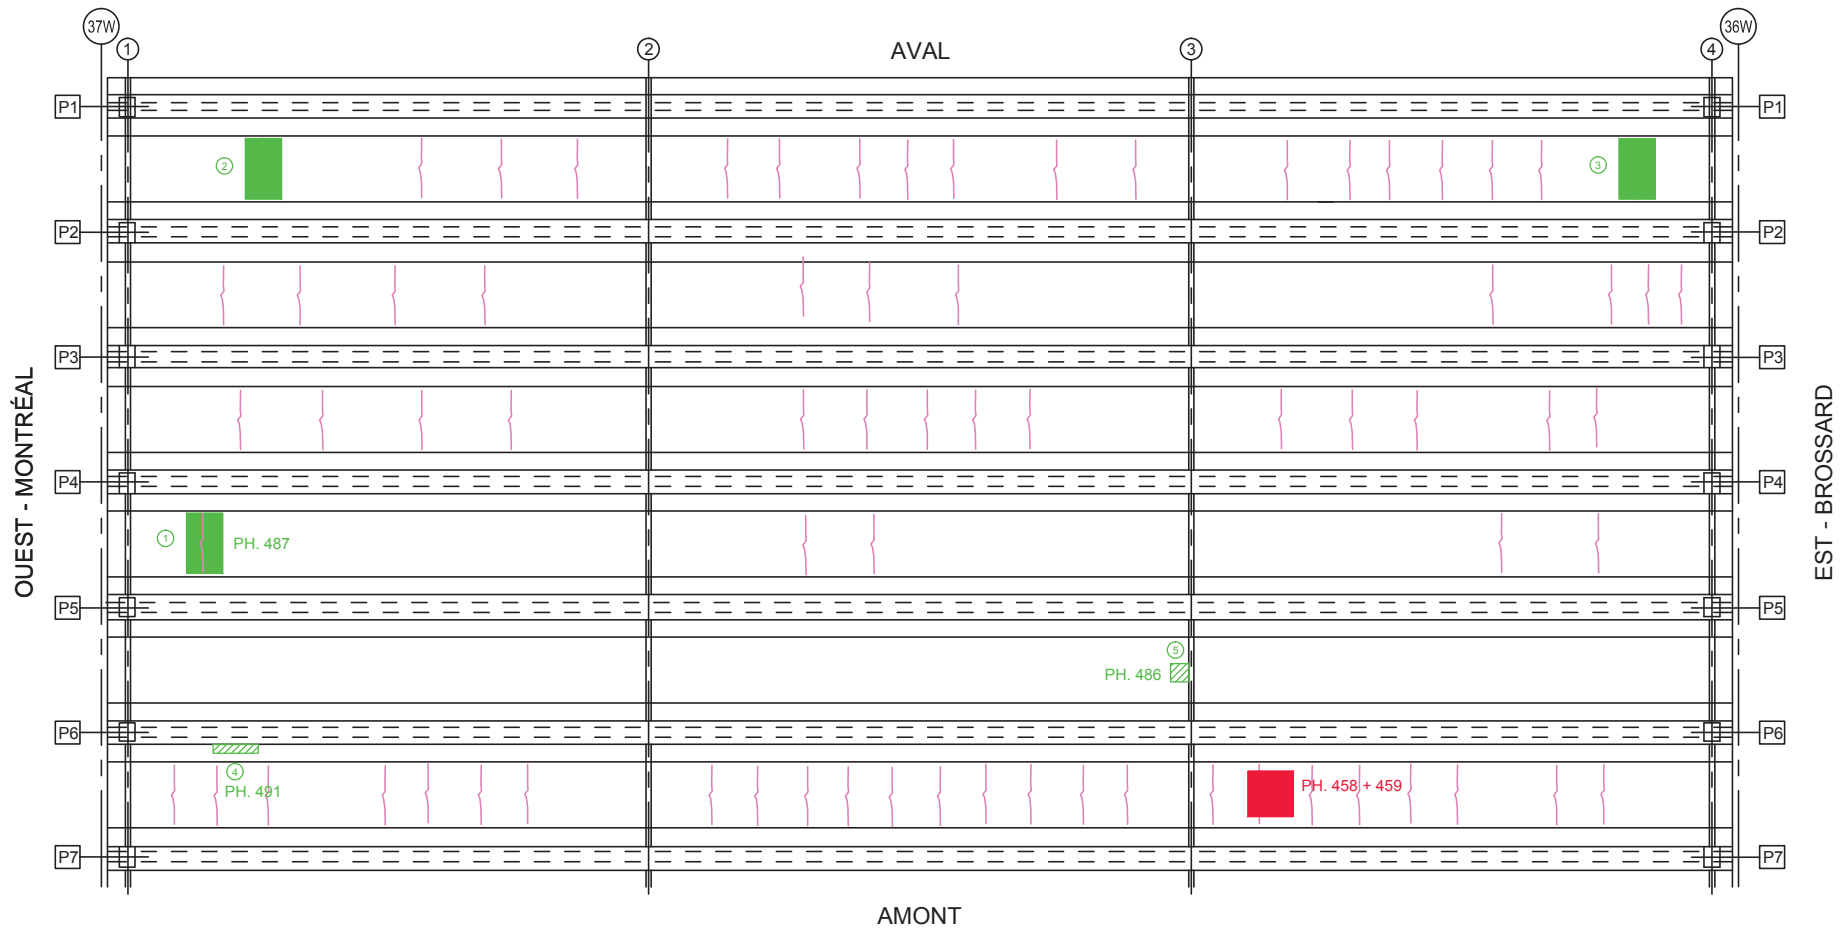 37W
36W
1
2
AVAL
3
4
P1
P1
2
3
P2
P2
P3
P3
OUEST - MONTRÉAL
EST - BROSSARD
P4
P4
1
PH. 487
P5
P5
5
PH. 486
P6
P6
4
PH. 491
PH. 458 + 459
P7
P7
AMONT